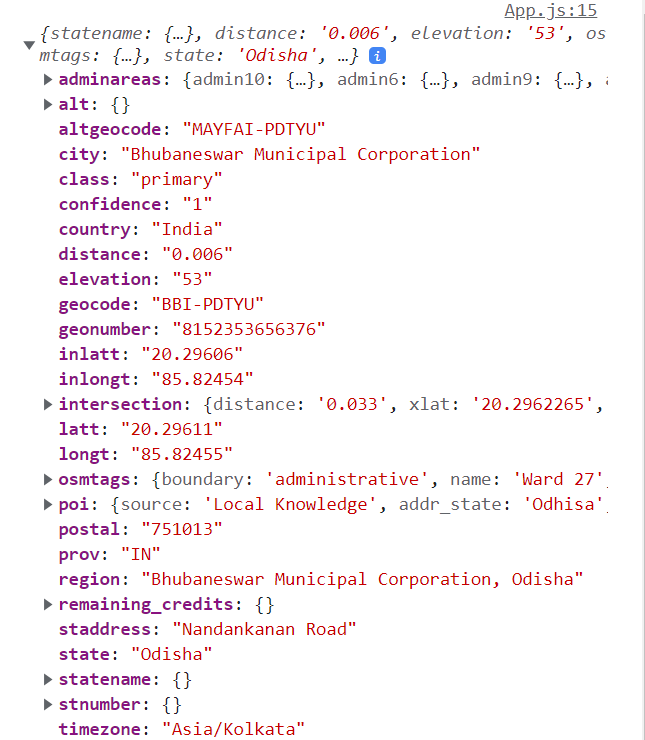 App.js:15
{statename: {…}, distance: '0.006', elevation: '53', os
mtags: {…}, state: 'Odisha', …} i
adminareas: {admin10: {…}, admin6: {…}, admin9: {…},
alt: {}
altgeocode: "MAYFAI-PDTYU"
city: "Bhubaneswar Municipal Corporation"
class: "primary"
confidence: "1"
country: "India"
distance: "0.006"
elevation: "53"
geocode: "BBI-PDTYU"
geonumber: "8152353656376"
inlatt: "20.29606"
inlongt: "85.82454"
intersection: {distance: '0.033', xlat: '20.2962265',
latt: "20.29611"
longt: "85.82455"
osmtags: {boundary: 'administrative', name: 'Ward 27',
poi: {source: 'Local Knowledge', addr_state: 'Odhisa',
postal: "751013"
prov: "IN"
region: "Bhubaneswar Municipal Corporation, Odisha"
remaining_credits: {}
staddress: "Nandankanan Road"
state: "Odisha"
statename: {}
stnumber: {}
timezone: "Asia/Kolkata"